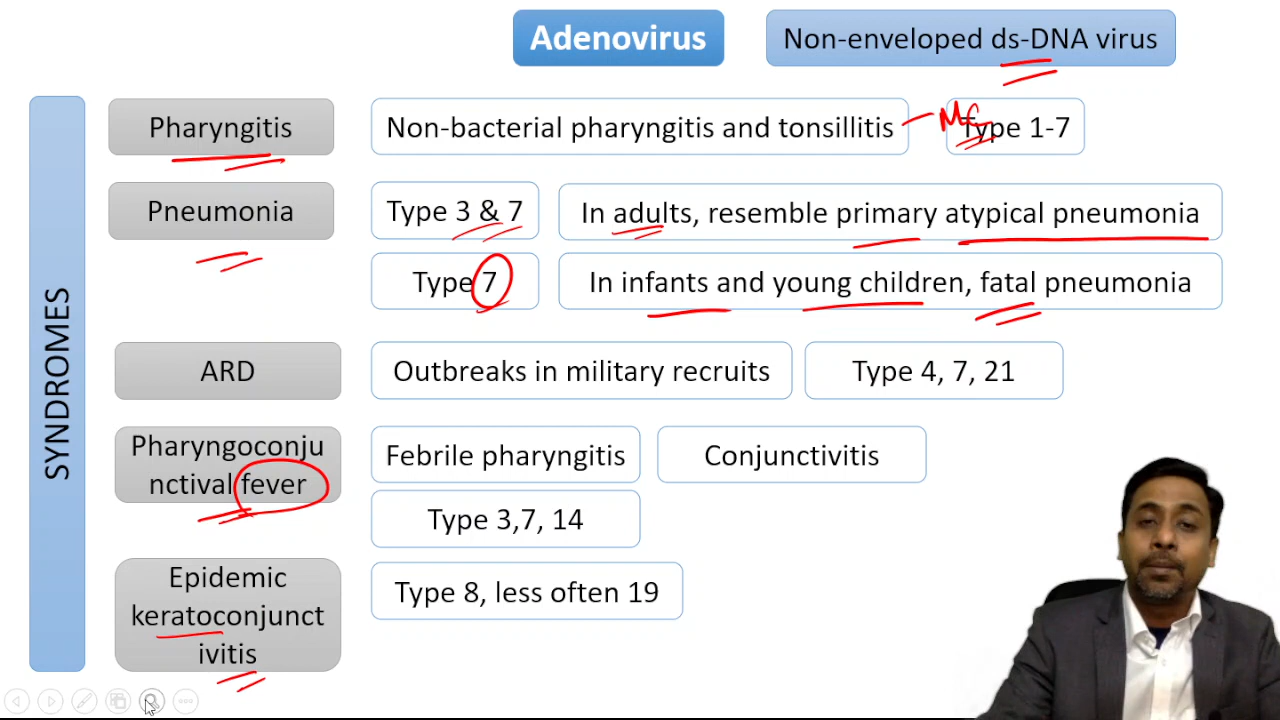 Adenovirus
Non-enveloped ds-DNA virus
SYNDROMES
Pharyngitis
Non-bacterial pharyngitis and tonsillitis
MC
Type 1-7
Pneumonia
Type 3 & 7
In adults, resemble primary atypical pneumonia
Type 7
In infants and young children, fatal pneumonia
ARD
Outbreaks in military recruits
Type 4, 7, 21
Pharyngoconju
nctival fever
Febrile pharyngitis
Conjunctivitis
Type 3,7, 14
Epidemic
keratoconjunct
ivitis
Type 8, less often 19